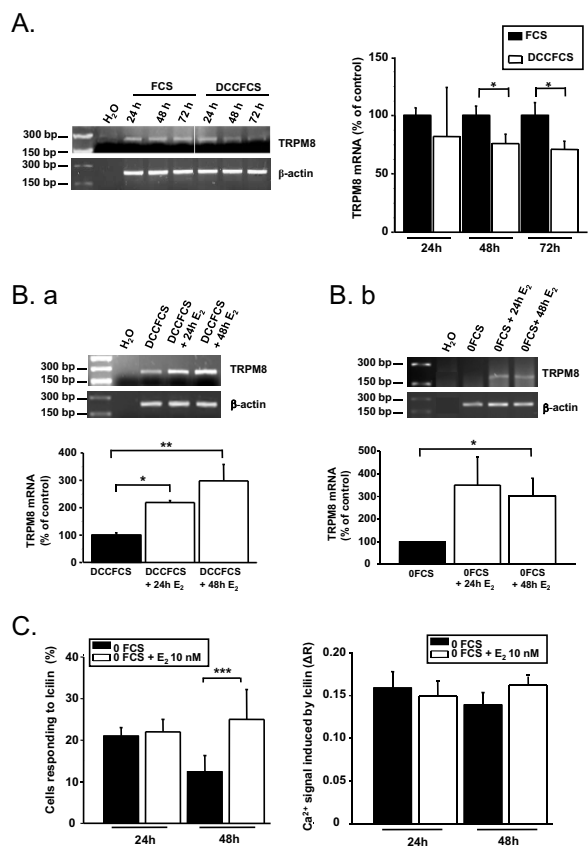 A.
FCS
DCCFCS
H₂O
24 h
48 h
72 h
24 h
48 h
72 h
300 bp
150 bp
300 bp
150 bp
TRPM8
β-actin
FCS
DCCFCS
TRPM8 mRNA (% of control)
150
125
100
75
50
25
0
*
*
24h
48h
72h
B. a
H₂O
DCCFCS
DCCFCS + 24h E₂
DCCFCS + 48h E₂
300 bp
150 bp
300 bp
150 bp
TRPM8
β-actin
TRPM8 mRNA
(% of control)
400
300
200
100
0
*
**
DCCFCS
DCCFCS
+ 24h E₂
DCCFCS
+ 48h E₂
B. b
H₂O
0FCS
0FCS + 24h E₂
0FCS+ 48h E₂
300 bp
150 bp
300 bp
150 bp
TRPM8
β-actin
TRPM8 mRNA
(% of control)
500
400
300
200
100
0
*
0FCS
0FCS
+ 24h E₂
0FCS
+ 48h E₂
C.
0 FCS
0 FCS + E₂ 10 nM
Cells responding to Icilin (%)
40
30
20
10
0
***
24h
48h
0 FCS
0 FCS + E₂ 10 nM
Ca²⁺ signal induced by Icilin (ΔR)
0.20
0.15
0.10
0.05
0.00
24h
48h